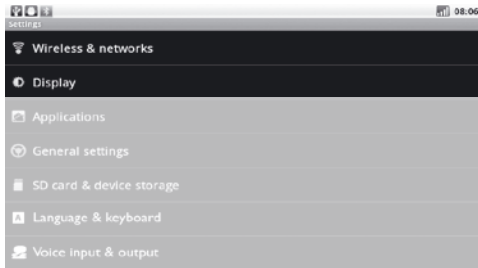 08:06
Settings
Wireless & networks
Display
Applications
General settings
SD card & device storage
Language & keyboard
Voice input & output